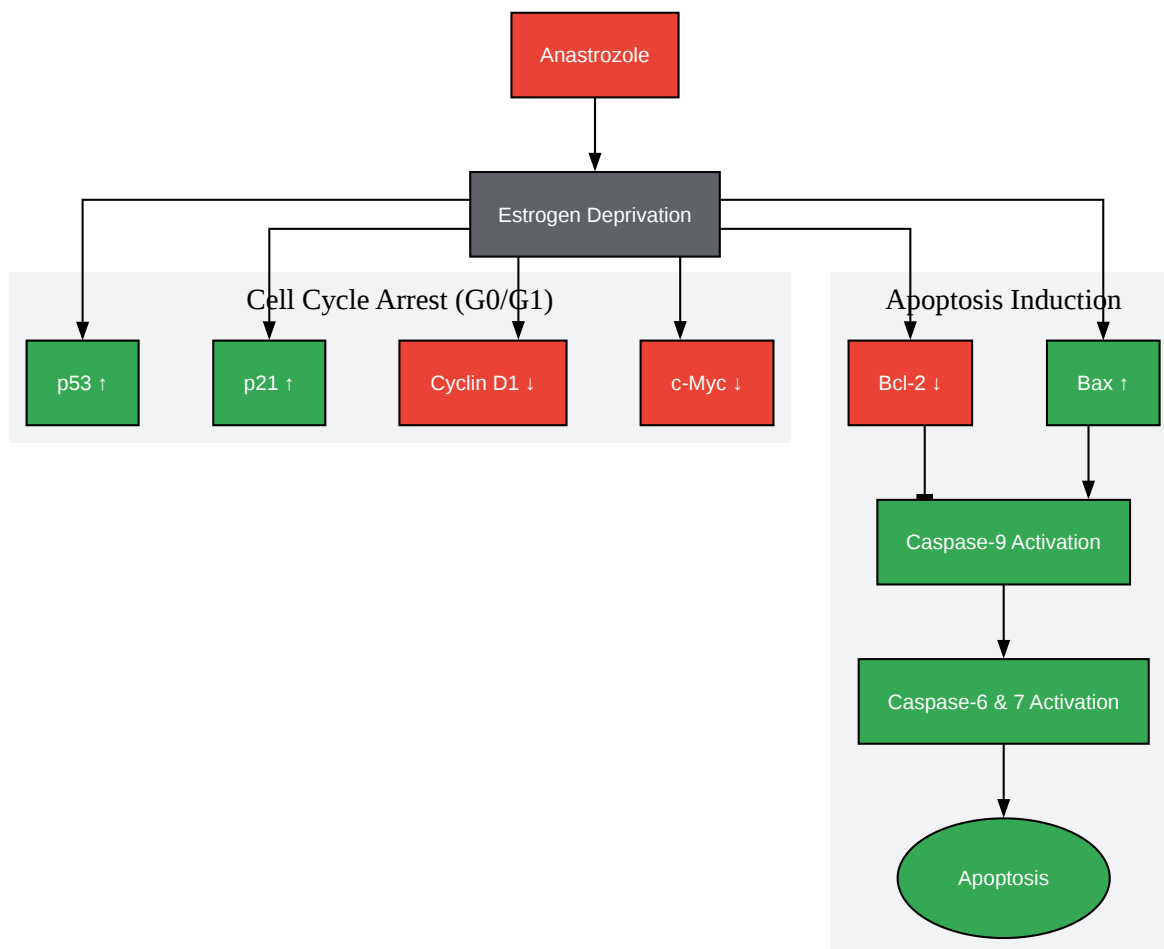 Anastrozole
Estrogen Deprivation
Cell Cycle Arrest (G0/G1)
Apoptosis Induction
p53 ↑
p21 ↑
Cyclin D1 ↓
c-Myc ↓
Bcl-2 ↓
Bax ↑
Caspase-9 Activation
Caspase-6 & 7 Activation
Apoptosis